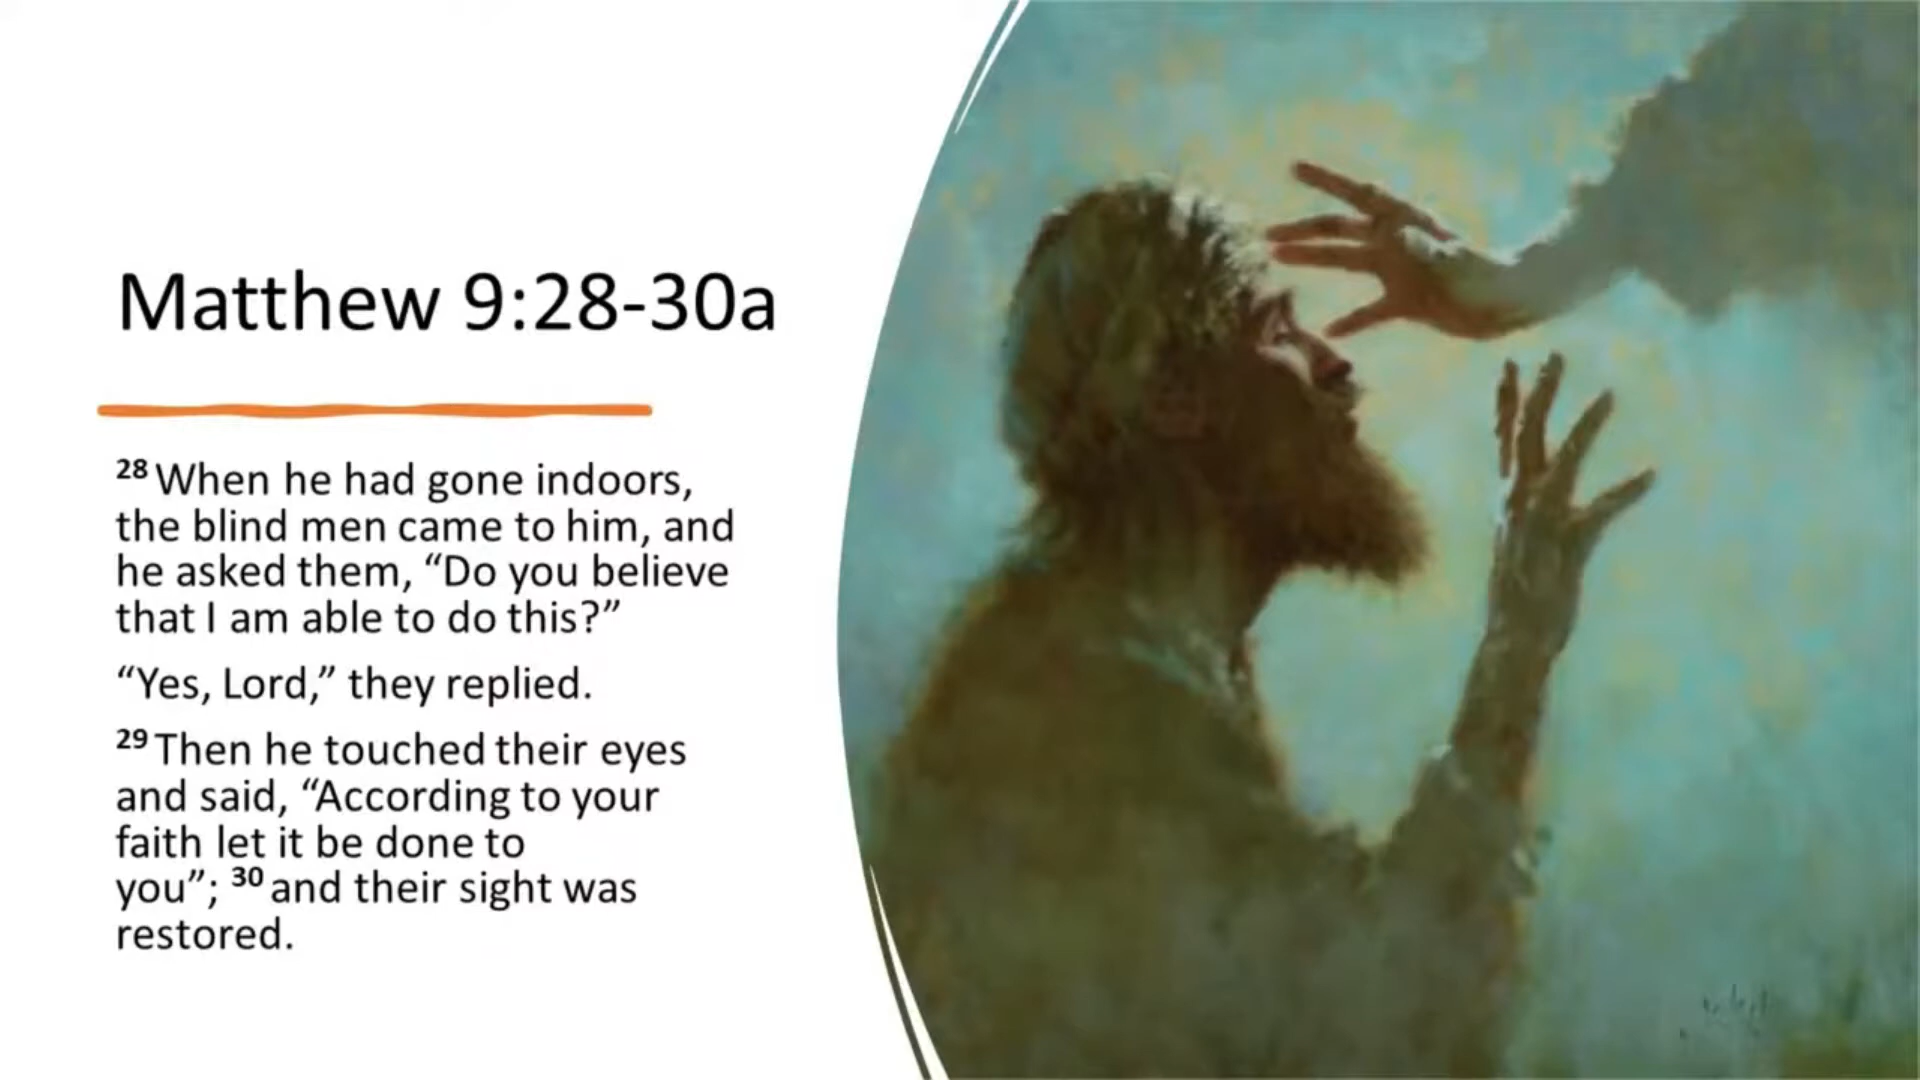 Matthew 9:28-30a
28 When he had gone indoors,
the blind men came to him, and
he asked them, “Do you believe
that I am able to do this?”
“Yes, Lord,” they replied.
29 Then he touched their eyes
and said, “According to your
faith let it be done to
you”; 30 and their sight was
restored.